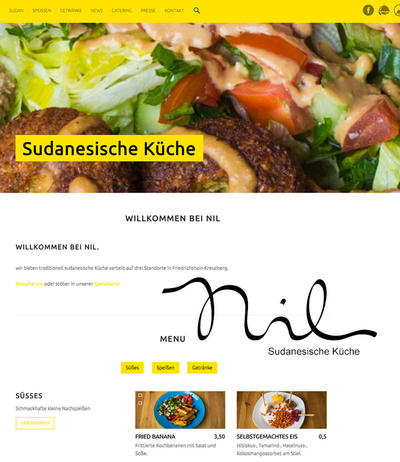 SUDAN SPEISEN GETRÄNKE NEWS CATERING PRESSE KONTAKT
Sudanesische Küche
WILLKOMMEN BEI NIL
WILLKOMMEN BEI NIL.
wir bieten traditionell sudanesische Küche verteilt auf drei Standorte in Friedrichshain-Kreuzberg.
Besuche uns oder stöber in unserer Speisekarte.
Nil
Sudanesische Küche
MENU
Süßes Speißen Getränke
SÜSSES
Schmackhafte kleine Nachspeißen
FRIED BANANA 3,50
Frittierte Kochbananen mit Salat und
Soße.
SELBSTGEMACHTES EIS 0,5
Hibiskus-, Tamarind-, Haselnuss-,
Kokosmangosorbet am Stiel.